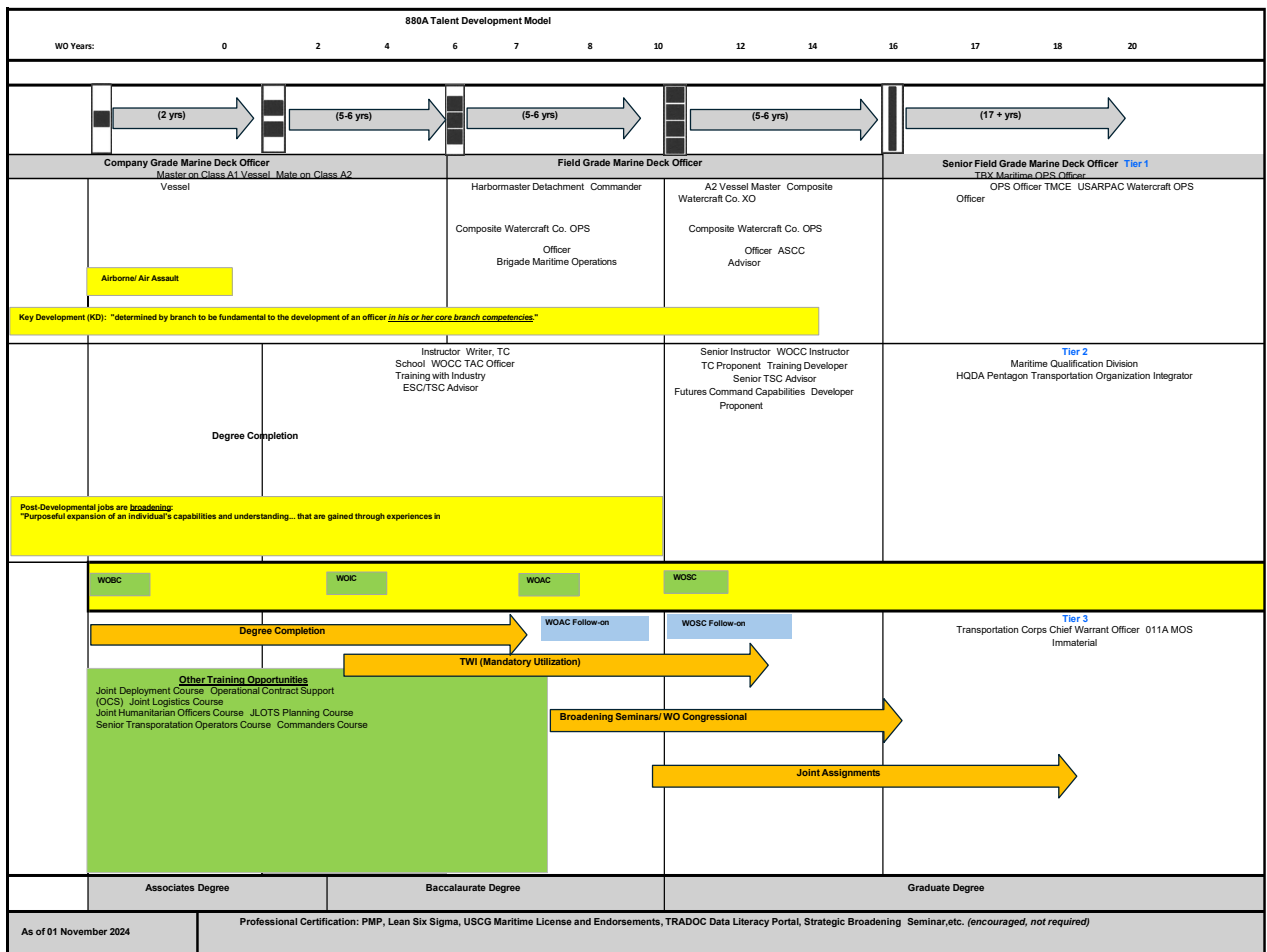 880A Talent Development Model
WO Years: 0 2 4 6 7 8 10 12 14 16 17 18 20
(2 yrs) (5-6 yrs) (5-6 yrs) (5-6 yrs) (17 + yrs)
Company Grade Marine Deck Officer
Master on Class A1 Vessel Mate on Class A2
Vessel
Field Grade Marine Deck Officer
Senior Field Grade Marine Deck Officer Tier 1
TBX Maritime OPS Officer
OPS Officer TMCE USARPAC Watercraft OPS
Officer
Harbormaster Detachment Commander
Composite Watercraft Co. OPS
Officer
Brigade Maritime Operations
A2 Vessel Master Composite
Watercraft Co. XO
Composite Watercraft Co. OPS
Officer ASCC
Advisor
Airborne/ Air Assault
Key Development (KD): "determined by branch to be fundamental to the development of an officer in his or her core branch competencies."
Instructor Writer, TC
School WOCC TAC Officer
Training with Industry
ESC/TSC Advisor
Senior Instructor WOCC Instructor
TC Proponent Training Developer
Senior TSC Advisor
Futures Command Capabilities Developer
Proponent
Tier 2
Maritime Qualification Division
HQDA Pentagon Transportation Organization Integrator
Degree Completion
Post-Developmental jobs are broadening:
"Purposeful expansion of an individual's capabilities and understanding... that are gained through experiences in
WOBC WOIC WOAC WOSC
Degree Completion
WOAC Follow-on
WOSC Follow-on
Tier 3
Transportation Corps Chief Warrant Officer 011A MOS
Immaterial
TWI (Mandatory Utilization)
Other Training Opportunities
Joint Deployment Course Operational Contract Support
(OCS) Joint Logistics Course
Joint Humanitarian Officers Course JLOTS Planning Course
Senior Transporatation Operators Course Commanders Course
Broadening Seminars/ WO Congressional
Joint Assignments
Associates Degree Baccalaurate Degree Graduate Degree
As of 01 November 2024
Professional Certification: PMP, Lean Six Sigma, USCG Maritime License and Endorsements, TRADOC Data Literacy Portal, Strategic Broadening Seminar,etc. (encouraged, not required)